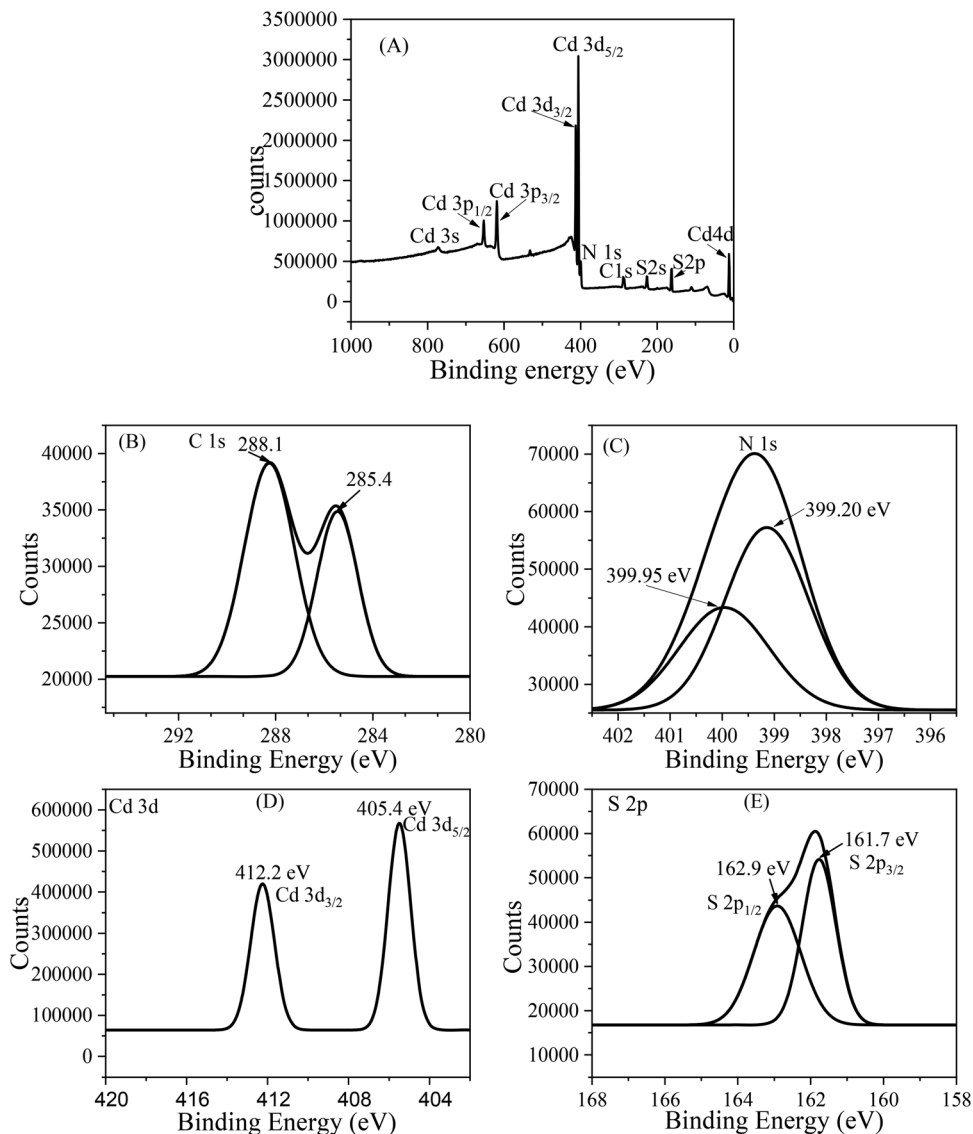 (A)
counts
3500000
3000000
2500000
2000000
1500000
1000000
500000
0
Cd 3d₅/₂
Cd 3d₃/₂
Cd 3p₁/₂
Cd 3p₃/₂
Cd 3s
N 1s
C1s
S2s
S2p
Cd4d
1000 800 600 400 200 0
Binding energy (eV)
(B)
C 1s
288.1
285.4
Counts
40000
35000
30000
25000
20000
292 288 284 280
Binding Energy (eV)
(C)
N 1s
399.20 eV
399.95 eV
Counts
70000
60000
50000
40000
30000
402 401 400 399 398 397 396
Binding Energy (eV)
Cd 3d
(D)
405.4 eV
Cd 3d₅/₂
412.2 eV
Cd 3d₃/₂
Counts
600000
500000
400000
300000
200000
100000
0
420 416 412 408 404
Binding Energy (eV)
S 2p
(E)
161.7 eV
S 2p₃/₂
162.9 eV
S 2p₁/₂
Counts
70000
60000
50000
40000
30000
20000
10000
168 166 164 162 160 158
Binding Energy (eV)